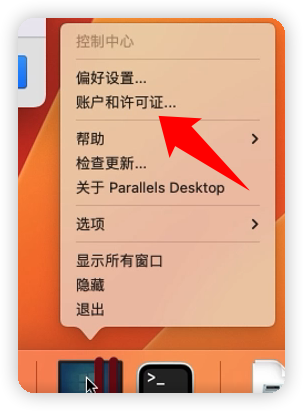 控制中心
偏好设置...
账户和许可证...
帮助
检查更新...
关于 Parallels Desktop
选项
显示所有窗口
隐藏
退出
>_